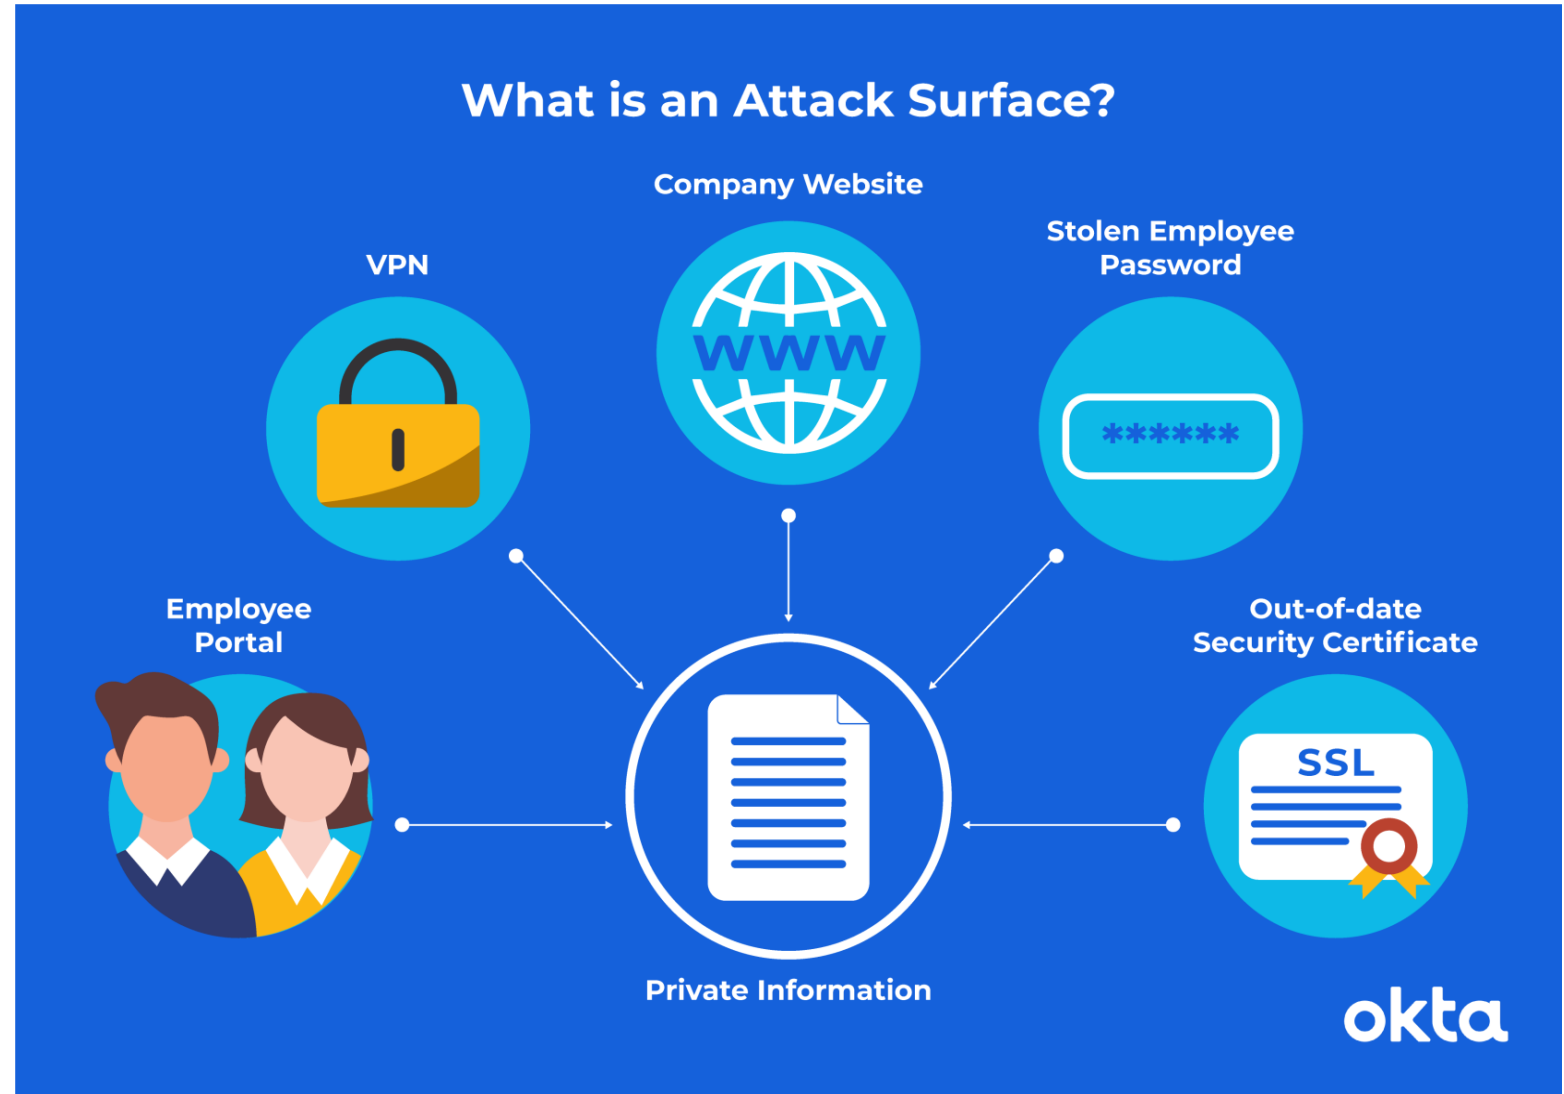 What is an Attack Surface?
Company Website
VPN
Stolen Employee
Password
WWW
******
Employee
Portal
Out-of-date
Security Certificate
SSL
Private Information
okta